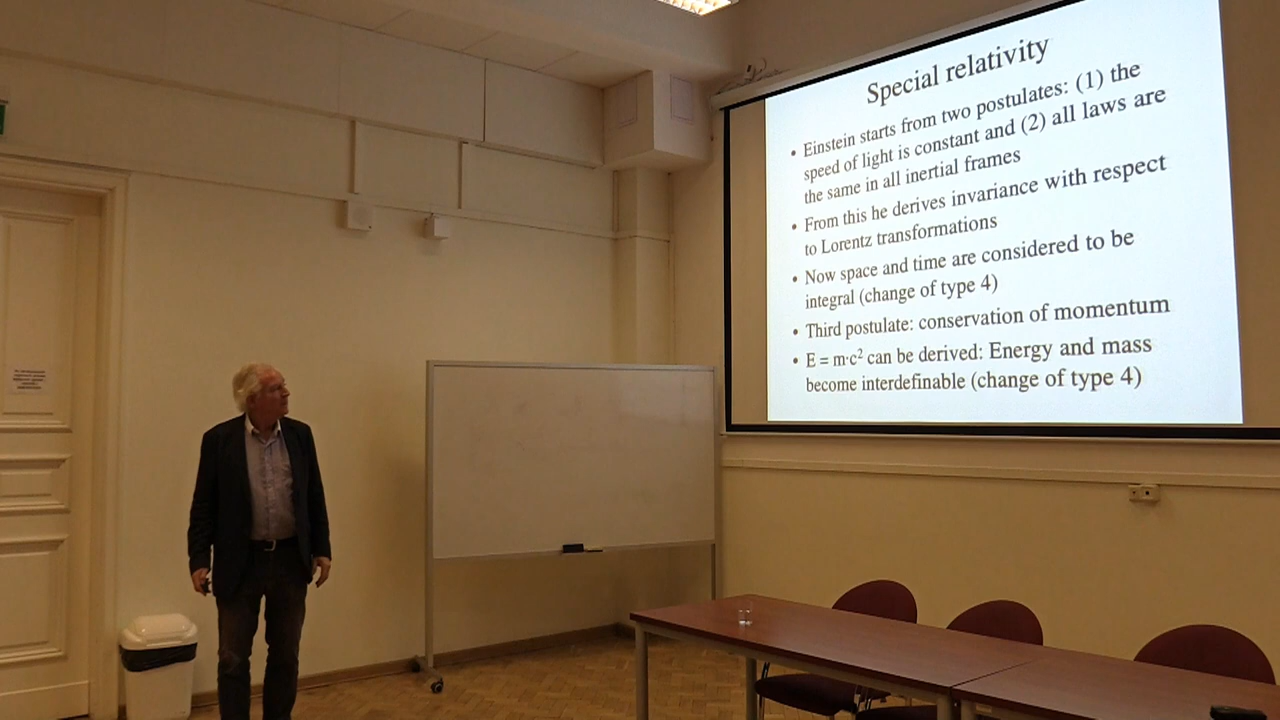 Special relativity
• Einstein starts from two postulates: (1) the
speed of light is constant and (2) all laws are
the same in all inertial frames
• From this he derives invariance with respect
to Lorentz transformations
• Now space and time are considered to be
integral (change of type 4)
• Third postulate: conservation of momentum
• E = m·c² can be derived: Energy and mass
become interdefinable (change of type 4)